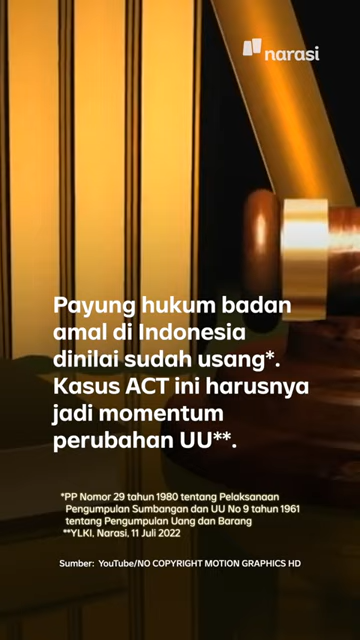 narasi
Payung hukum badan
amal di Indonesia
dinilai sudah usang*.
Kasus ACT ini harusnya
jadi momentum
perubahan UU**.
*PP Nomor 29 tahun 1980 tentang Pelaksanaan
Pengumpulan Sumbangan dan UU No 9 tahun 1961
tentang Pengumpulan Uang dan Barang
**YLKI, Narasi, 11 Juli 2022
Sumber: YouTube/NO COPYRIGHT MOTION GRAPHICS HD